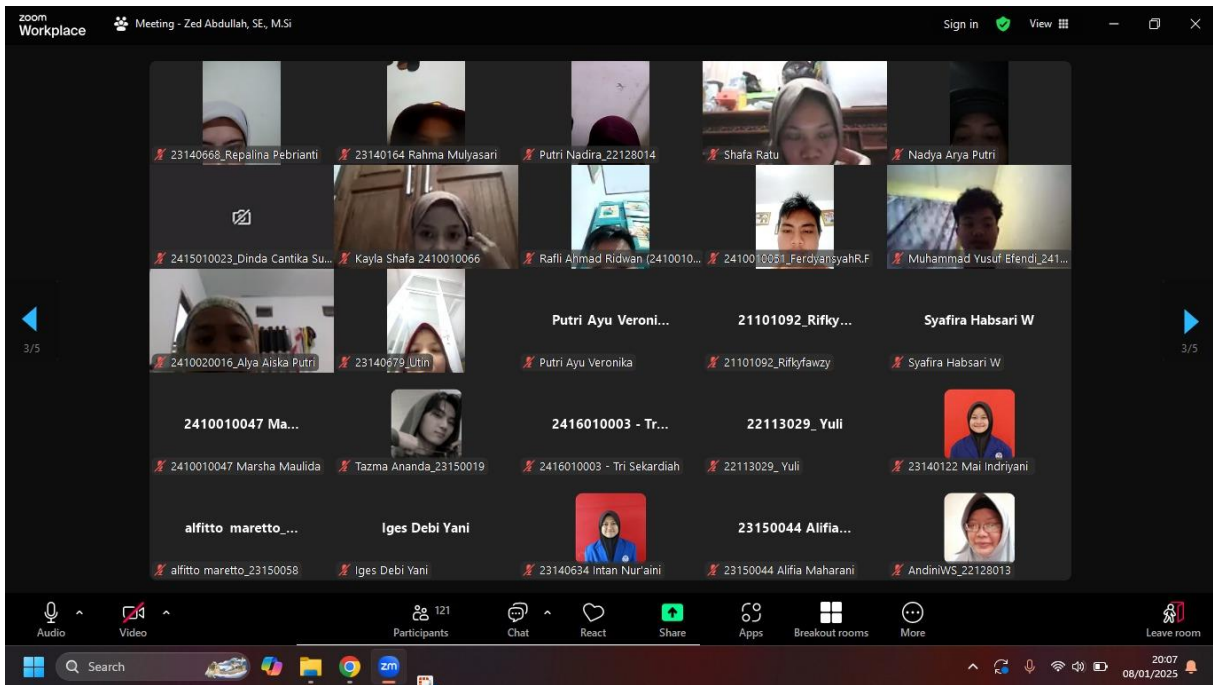 zoom
Workplace
Meeting - Zed Abdullah, SE., M.Si
Sign in
View
23140668_Repalina Pebrianti
23140164 Rahma Mulyasari
Putri Nadira_22128014
Shafa Ratu
Nadya Arya Putri
2415010023_Dinda Cantika Su...
Kayla Shafa 2410010066
Rafli Ahmad Ridwan (2410010...
2410010051_FerdyansyahR.F
Muhammad Yusuf Efendi_241...
2410020016_Alya Aiska Putri
23140679_Utin
Putri Ayu Veroni...
Putri Ayu Veronika
21101092_Rifky...
21101092_Rifkyfawzy
Syafira Habsari W
Syafira Habsari W
3/5
3/5
2410010047 Ma...
2410010047 Marsha Maulida
Tazma Ananda_23150019
2416010003 - Tr...
2416010003 - Tri Sekardiah
22113029_ Yuli
22113029_ Yuli
23140122 Mai Indriyani
alfitto maretto_...
alfitto maretto_23150058
Iges Debi Yani
Iges Debi Yani
23140634 Intan Nur'aini
23150044 Alifia...
23150044 Alifia Maharani
AndiniWS_22128013
Audio
Video
121
Participants
Chat
React
Share
Apps
Breakout rooms
More
Leave room
Search
zm
20:07
08/01/2025